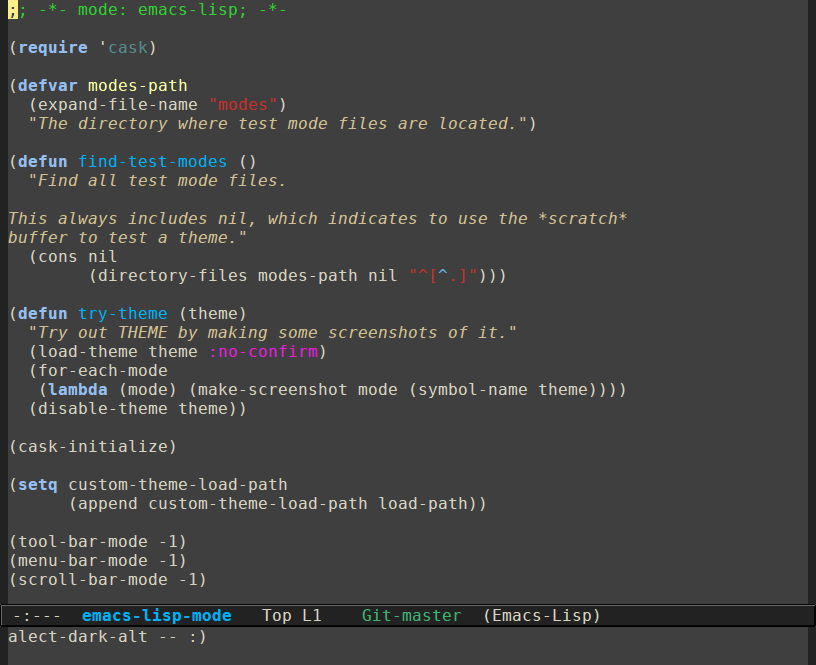 ;; -*- mode: emacs-lisp; -*-

(require 'cask)

(defvar modes-path
  (expand-file-name "modes")
  "The directory where test mode files are located.")

(defun find-test-modes ()
  "Find all test mode files.

This always includes nil, which indicates to use the *scratch*
buffer to test a theme."
  (cons nil
        (directory-files modes-path nil "^[^.]")))

(defun try-theme (theme)
  "Try out THEME by making some screenshots of it."
  (load-theme theme :no-confirm)
  (for-each-mode
   (lambda (mode) (make-screenshot mode (symbol-name theme))))
  (disable-theme theme))

(cask-initialize)

(setq custom-theme-load-path
      (append custom-theme-load-path load-path))

(tool-bar-mode -1)
(menu-bar-mode -1)
(scroll-bar-mode -1)
-:---  emacs-lisp-mode   Top L1    Git-master  (Emacs-Lisp)
alect-dark-alt -- :)